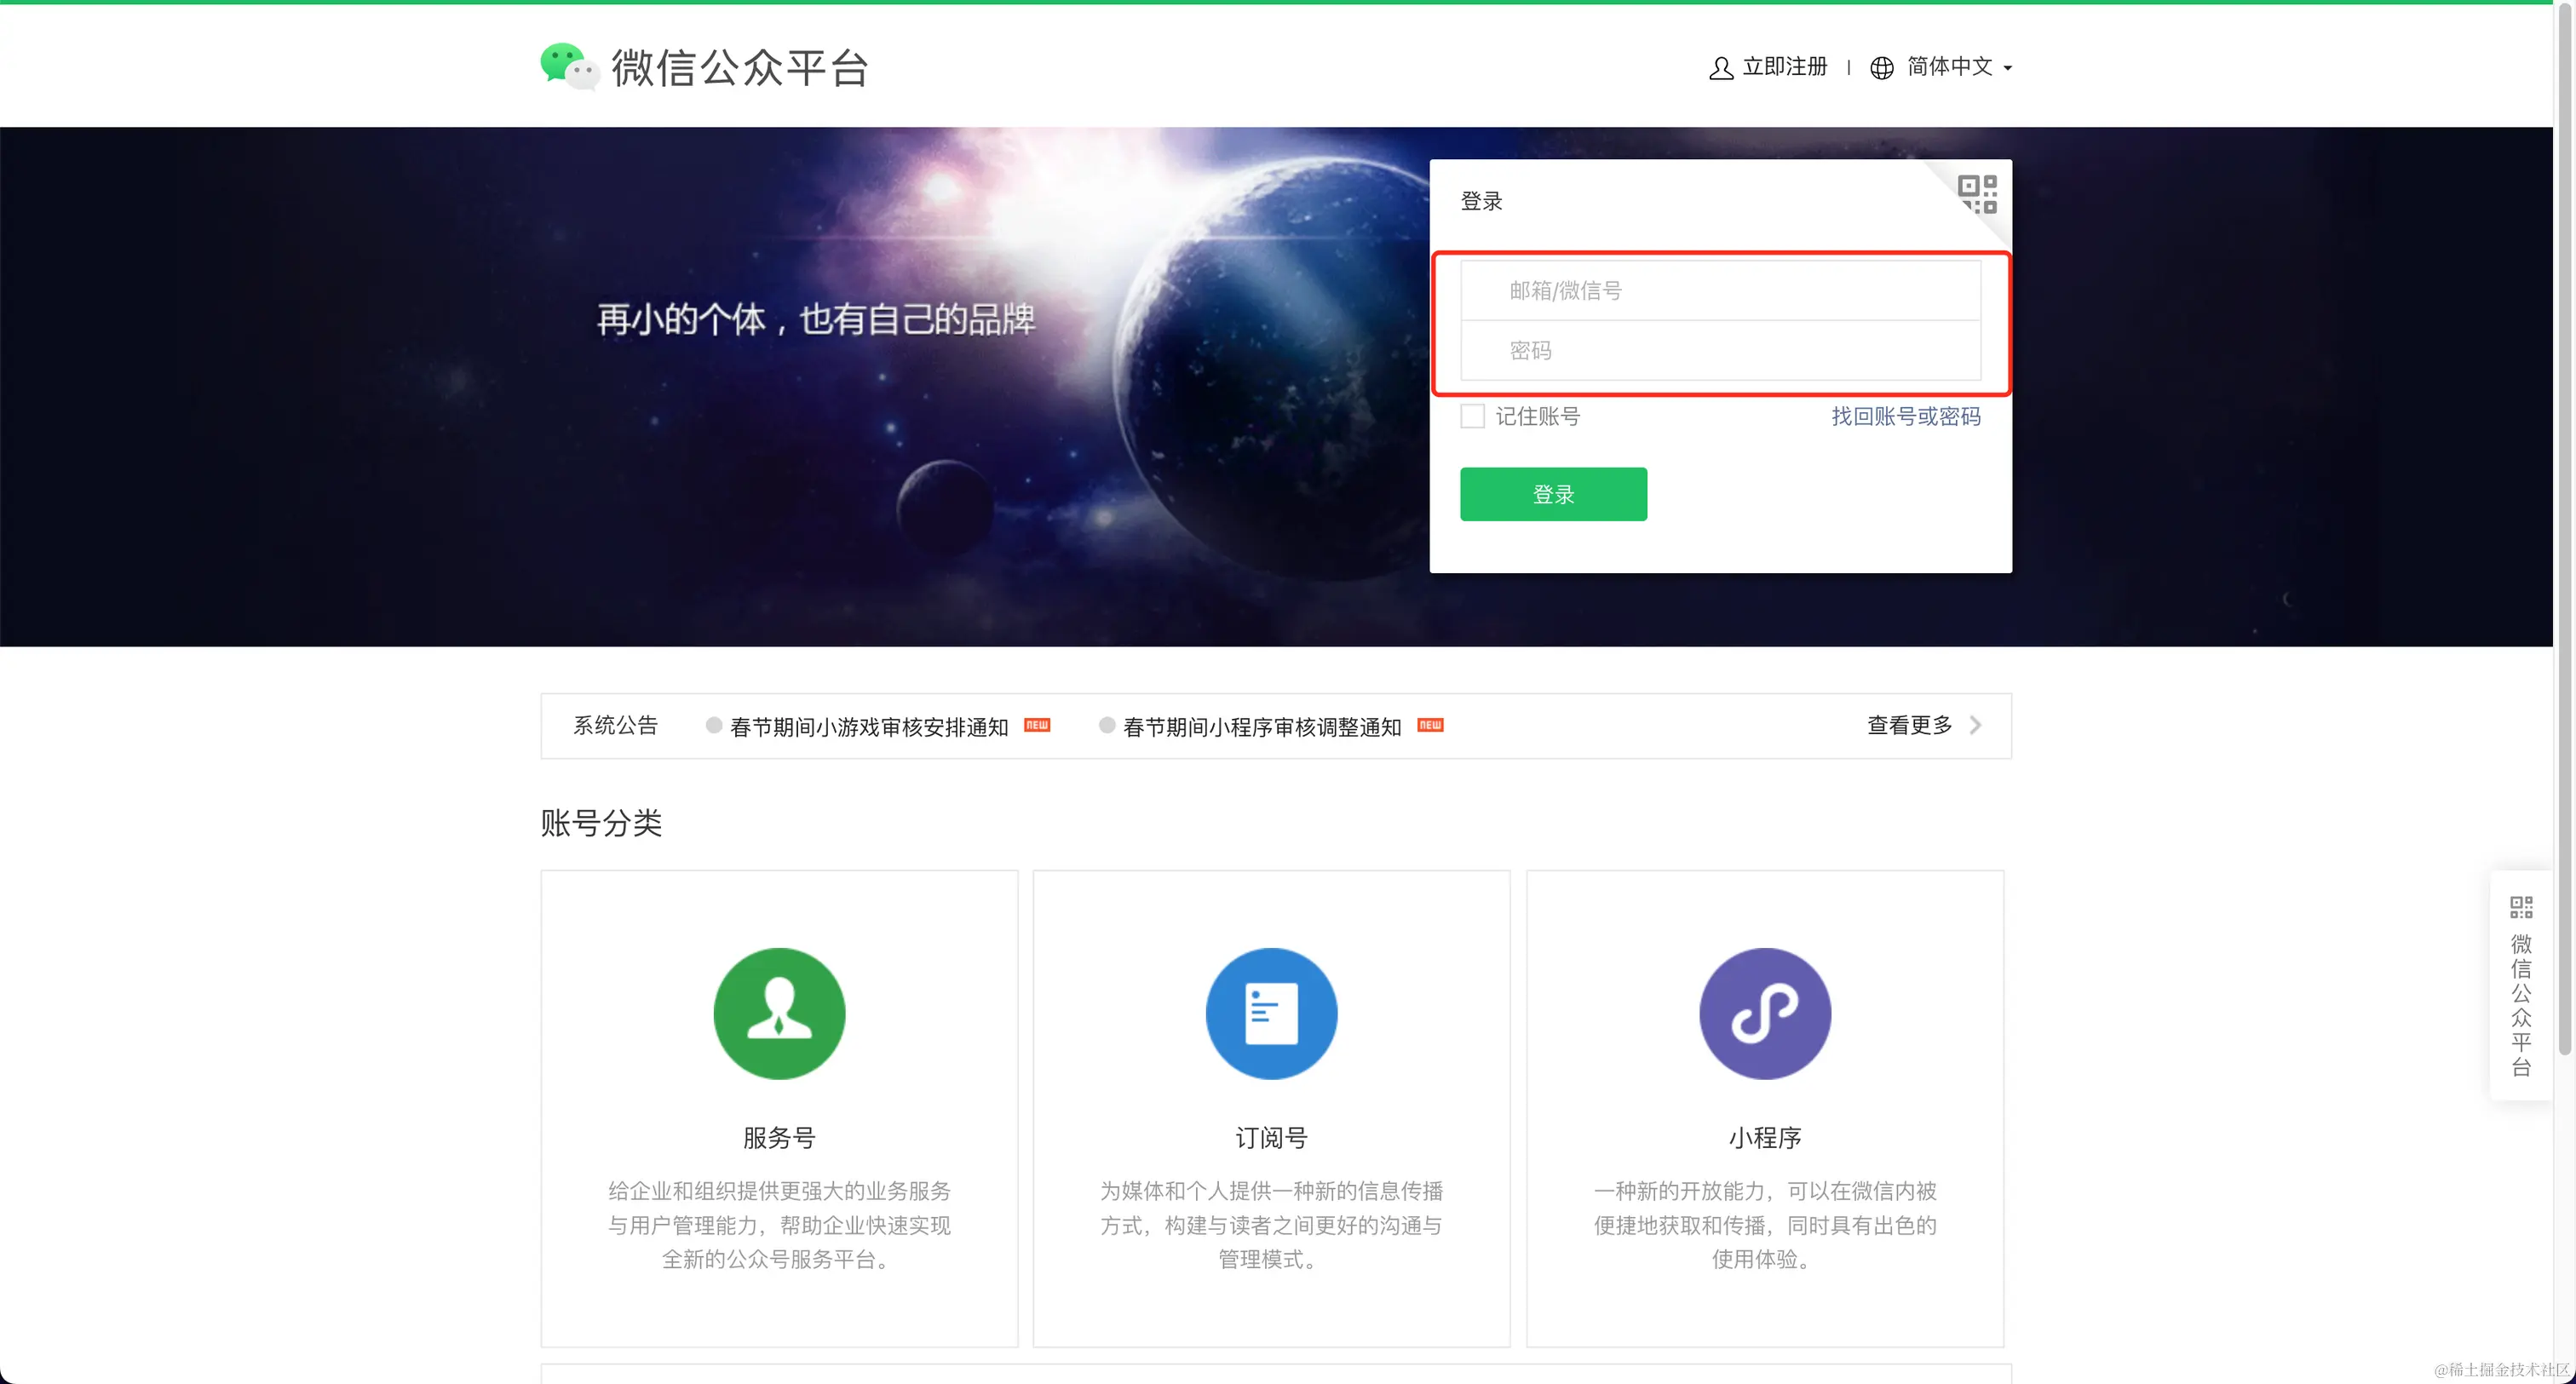 微信公众平台
立即注册
简体中文
登录
邮箱/微信号
再小的个体，也有自己的品牌
密码
记住账号
找回账号或密码
登录
系统公告
春节期间小游戏审核安排通知 NEW
春节期间小程序审核调整通知 NEW
查看更多
账号分类
服务号
给企业和组织提供更强大的业务服务
与用户管理能力，帮助企业快速实现
全新的公众号服务平台。
订阅号
为媒体和个人提供一种新的信息传播
方式，构建与读者之间更好的沟通与
管理模式。
小程序
一种新的开放能力，可以在微信内被
便捷地获取和传播，同时具有出色的
使用体验。
微信公众平台
@稀土掘金技术社区